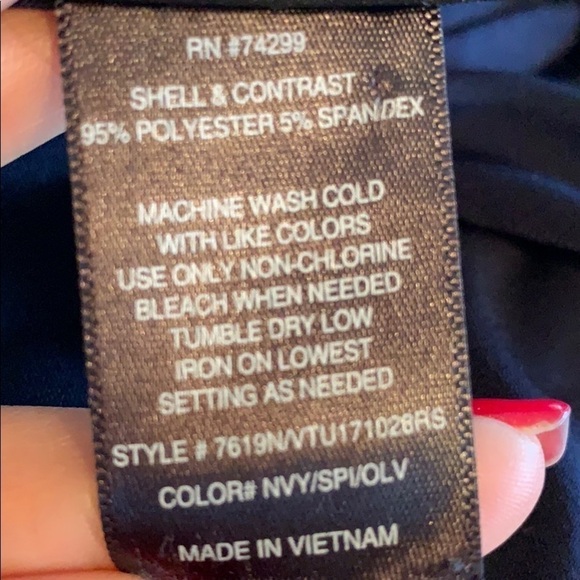 RN #74299
SHELL & CONTRAST
95% POLYESTER 5% SPANDEX
MACHINE WASH COLD
WITH LIKE COLORS
USE ONLY NON-CHLORINE
BLEACH WHEN NEEDED
TUMBLE DRY LOW
IRON ON LOWEST
SETTING AS NEEDED
STYLE # 7619N/VTU171028RS
COLOR# NVY/SPI/OLV
MADE IN VIETNAM